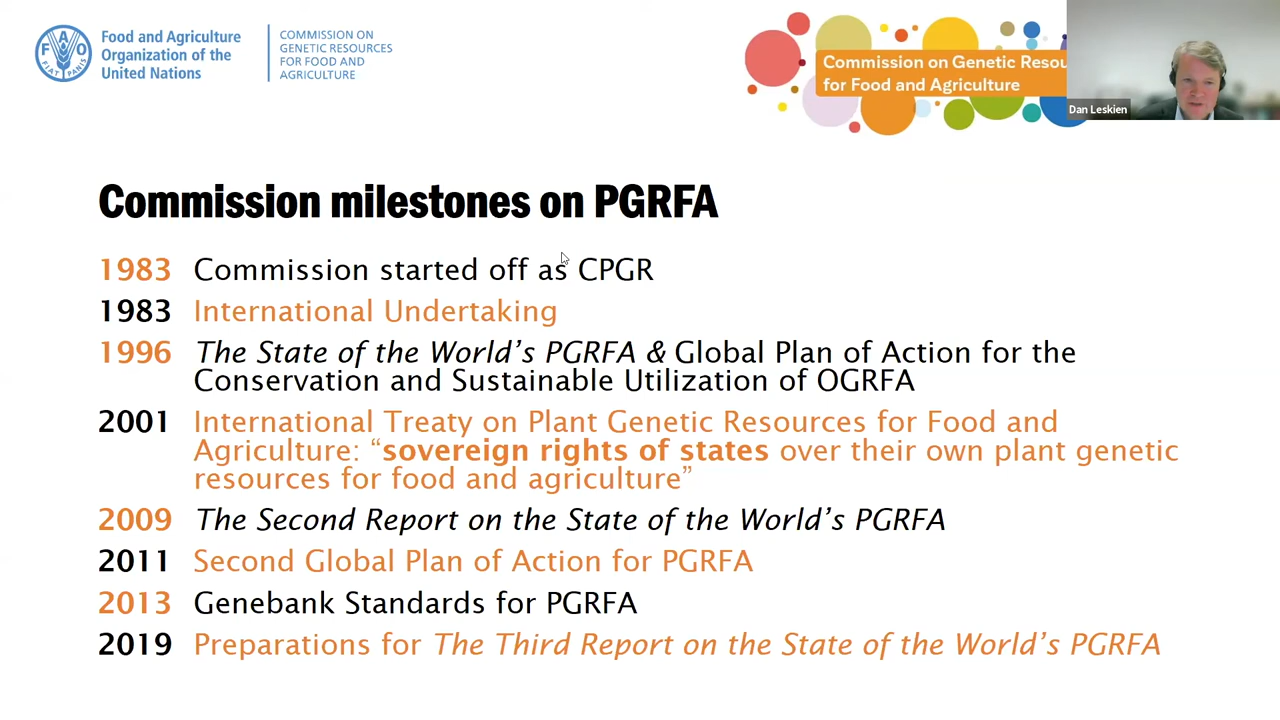 Food and Agriculture
Organization of the
United Nations
COMMISSION ON
GENETIC RESOURCES
FOR FOOD AND
AGRICULTURE
FAO
FIAT PANIS
Commission on Genetic Resou
for Food and Agriculture
Dan Leskien
Commission milestones on PGRFA
1983 Commission started off as CPGR
1983 International Undertaking
1996 The State of the World's PGRFA & Global Plan of Action for the
Conservation and Sustainable Utilization of OGRFA
2001 International Treaty on Plant Genetic Resources for Food and
Agriculture: “sovereign rights of states over their own plant genetic
resources for food and agriculture”
2009 The Second Report on the State of the World's PGRFA
2011 Second Global Plan of Action for PGRFA
2013 Genebank Standards for PGRFA
2019 Preparations for The Third Report on the State of the World's PGRFA